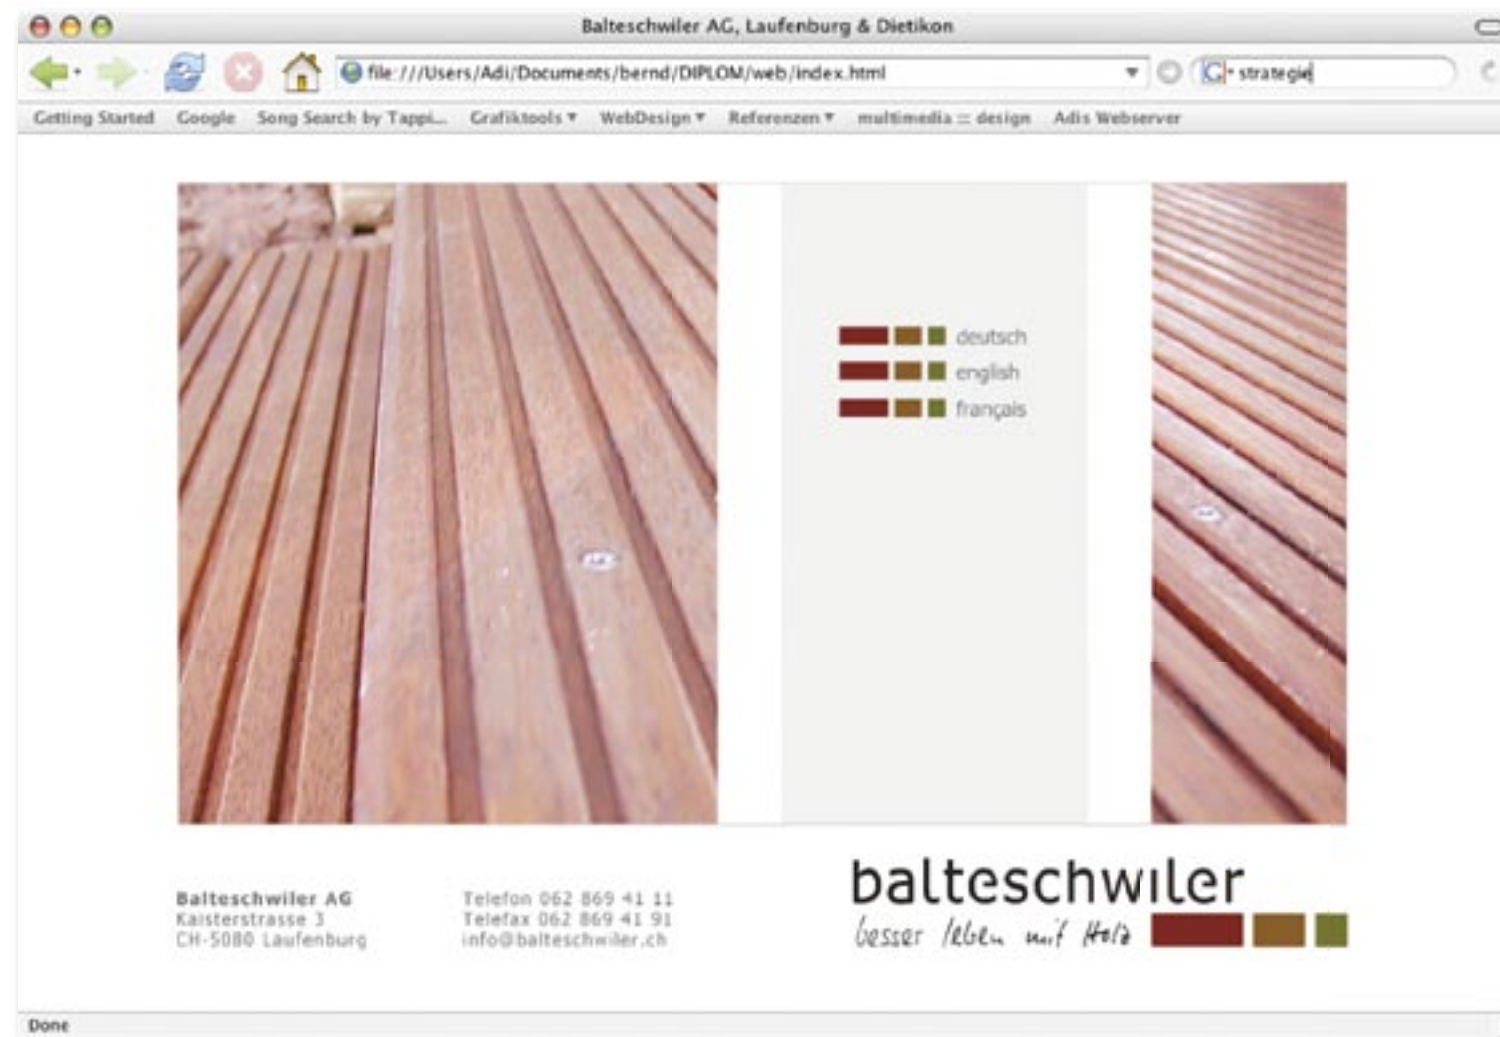 Balteschwiler AG, Laufenburg & Dietikon
file:///Users/Adi/Documents/bernd/DIPLOM/web/index.html
strategie
Getting Started Google Song Search by Tappi... Grafiktools WebDesign Referenzen multimedia :: design Adis Webserver
deutsch
english
français
balteschwiler
besser leben mit Holz
Balteschwiler AG
Kaisterstrasse 3
CH-5080 Laufenburg
Telefon 062 869 41 11
Telefax 062 869 41 91
info@balteschwiler.ch
Done